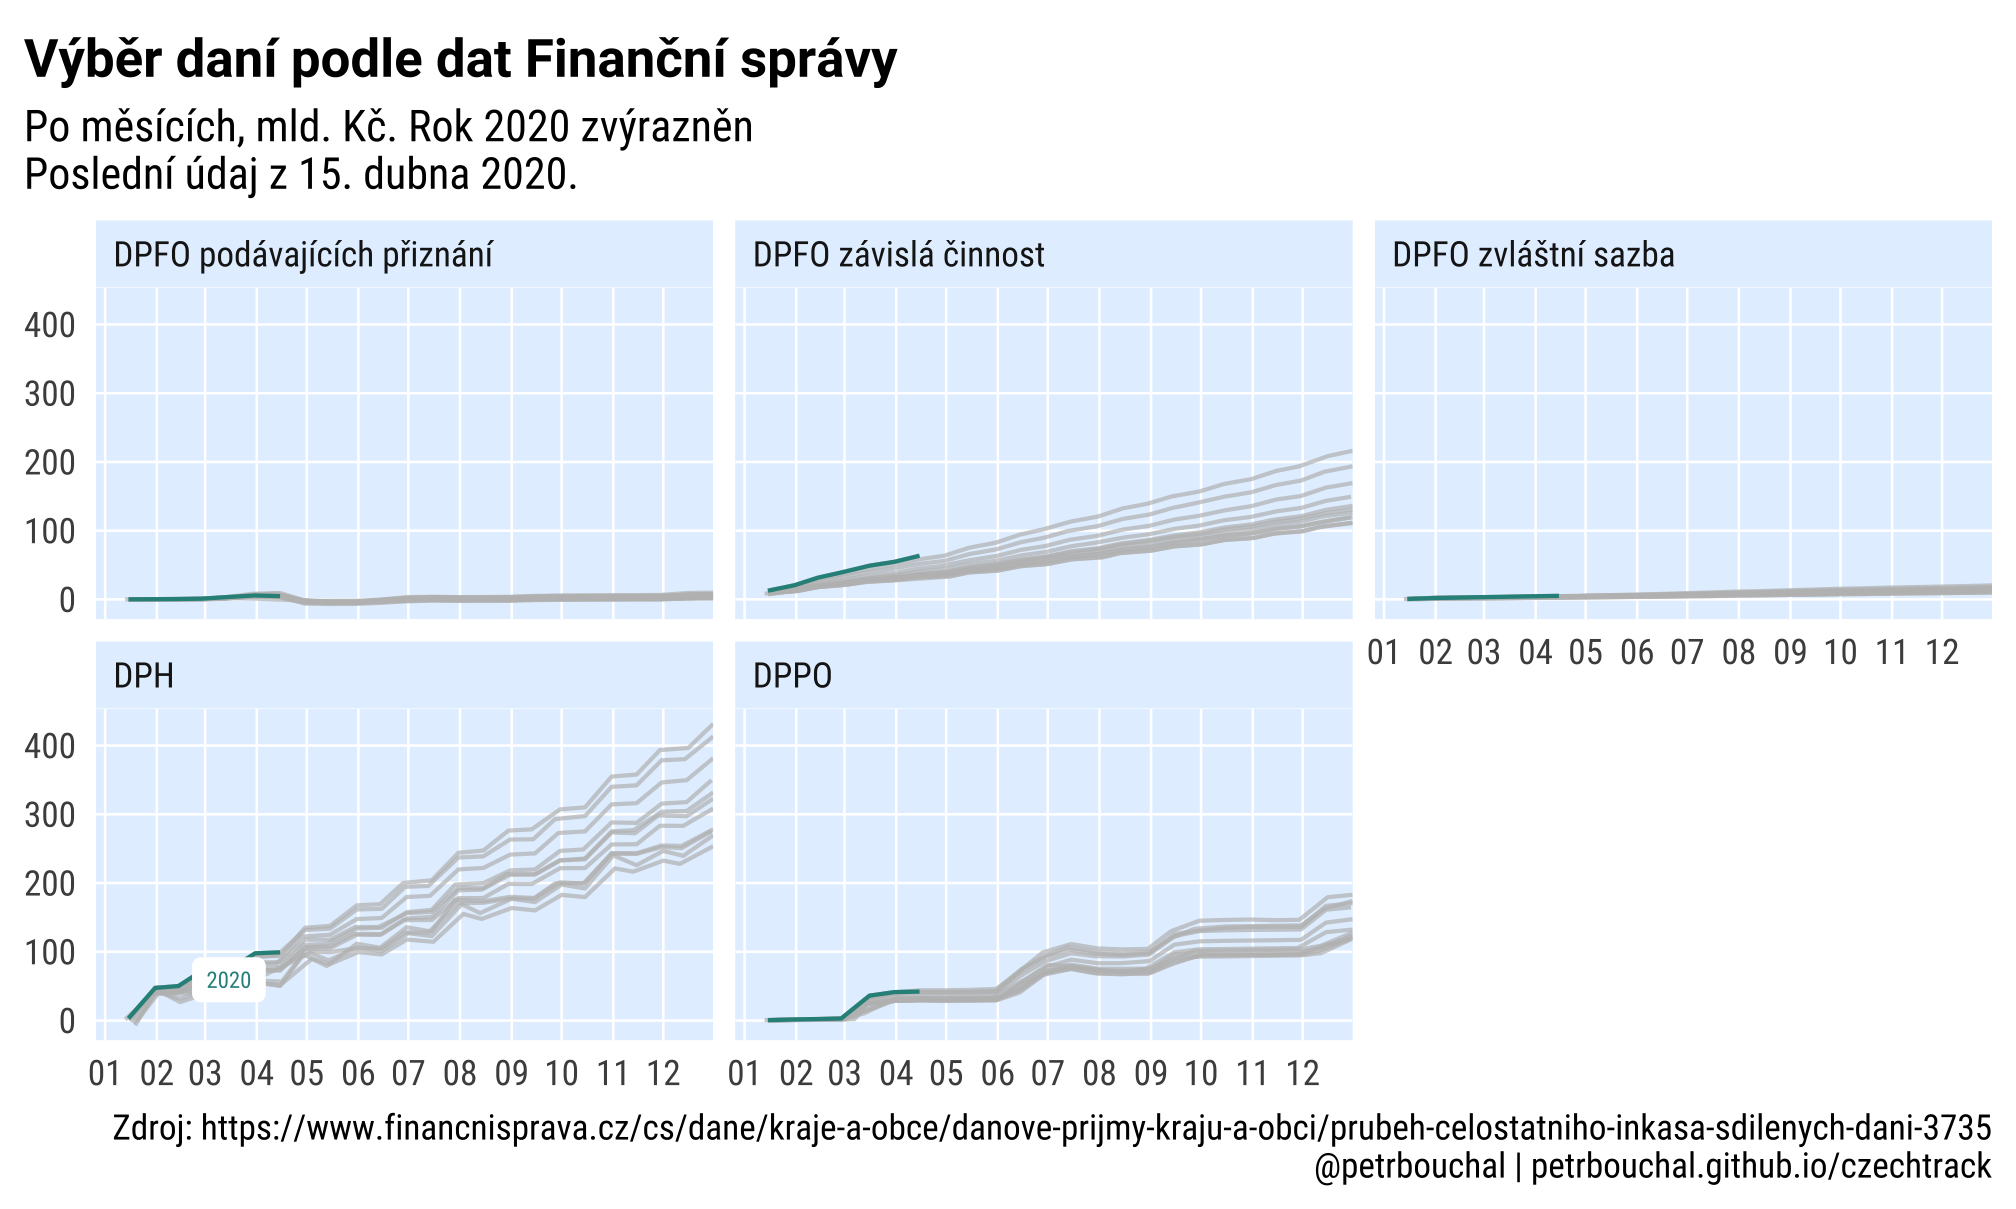 Výběr daní podle dat Finanční správy
Po měsících, mld. Kč. Rok 2020 zvýrazněn
Poslední údaj z 15. dubna 2020.
DPFO podávajících přiznání
DPFO závislá činnost
DPFO zvláštní sazba
400
300
200
100
0
01 02 03 04 05 06 07 08 09 10 11 12
DPH
DPPO
400
300
200
100
0
2020
01 02 03 04 05 06 07 08 09 10 11 12
01 02 03 04 05 06 07 08 09 10 11 12
Zdroj: https://www.financnisprava.cz/cs/dane/kraje-a-obce/danove-prijmy-kraju-a-obci/prubeh-celostatniho-inkasa-sdilenych-dani-3735
@petrbouchal | petrbouchal.github.io/czechtrack